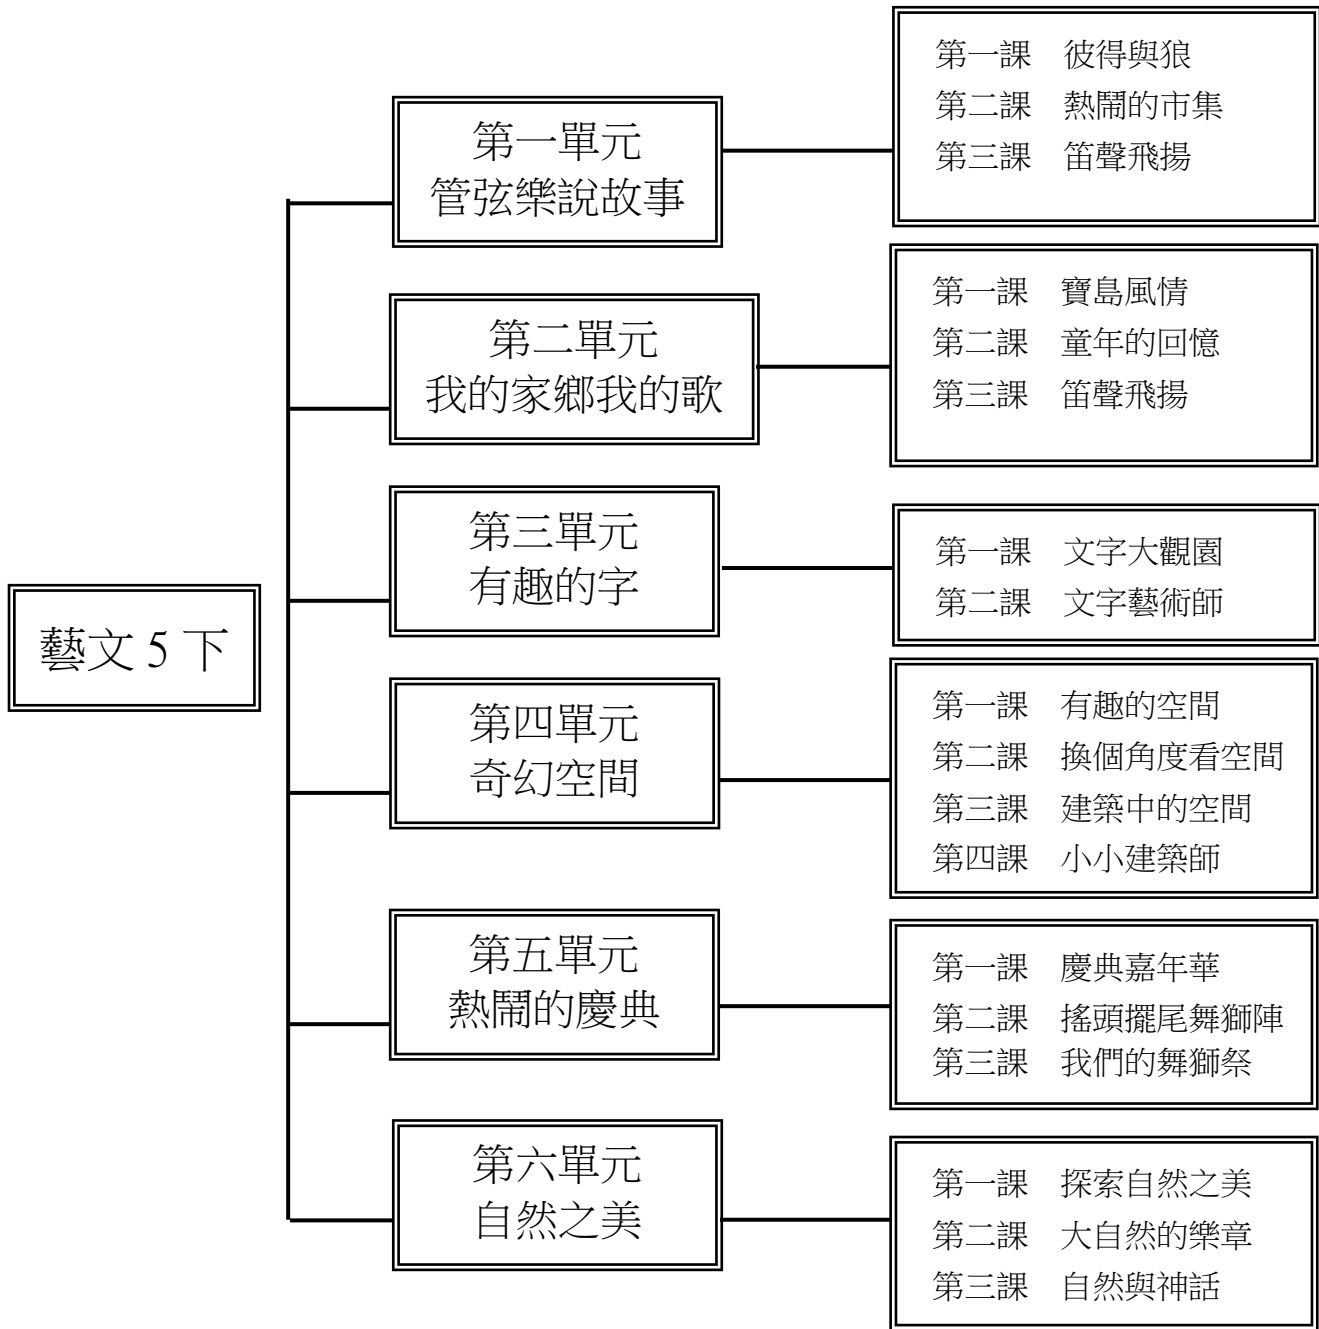 藝文 5 下
第一單元
管弦樂說故事
第一課　彼得與狼
第二課　熱鬧的市集
第三課　笛聲飛揚
第二單元
我的家鄉我的歌
第一課　寶島風情
第二課　童年的回憶
第三課　笛聲飛揚
第三單元
有趣的字
第一課　文字大觀園
第二課　文字藝術師
第四單元
奇幻空間
第一課　有趣的空間
第二課　換個角度看空間
第三課　建築中的空間
第四課　小小建築師
第五單元
熱鬧的慶典
第一課　慶典嘉年華
第二課　搖頭擺尾舞獅陣
第三課　我們的舞獅祭
第六單元
自然之美
第一課　探索自然之美
第二課　大自然的樂章
第三課　自然與神話